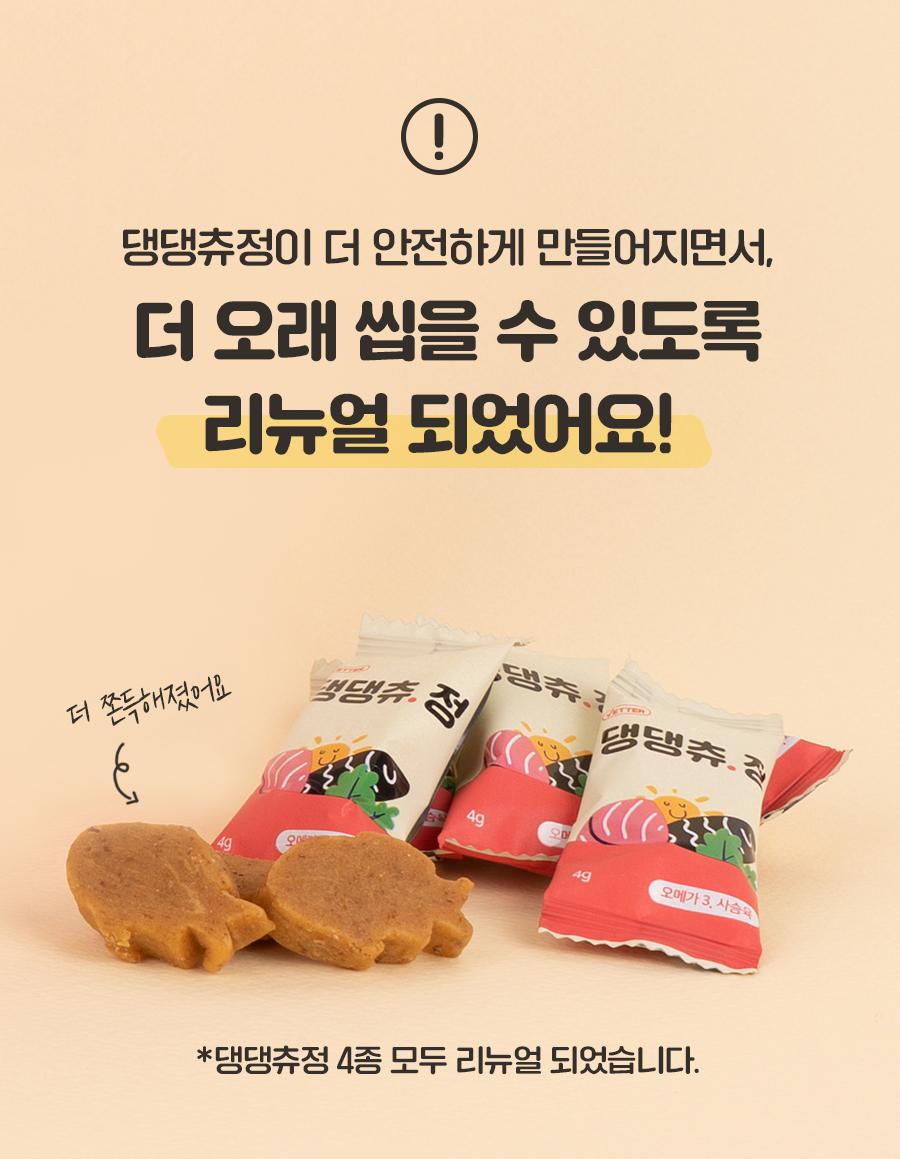 댕댕츄정이 더 안전하게 만들어지면서,
더 오래 씹을 수 있도록
리뉴얼 되었어요!
더 쫀득해졌어요
댕댕츄.정
4g
댕댕츄.
4g
VETTER
댕댕츄.정
4g
오메가 3, 사슴육
*댕댕츄정 4종 모두 리뉴얼 되었습니다.